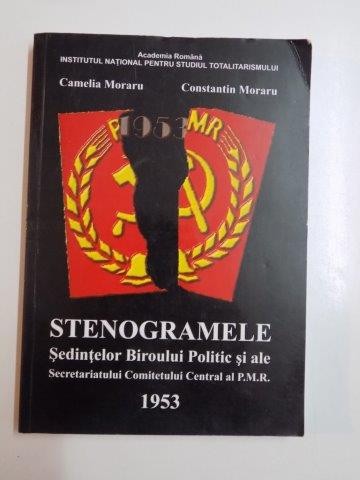 Academia Română
INSTITUTUL NAȚIONAL PENTRU STUDIUL TOTALITARISMULUI
Camelia Moraru Constantin Moraru
1953
P MR
STENOGRAMELE
Ședințelor Biroului Politic și ale
Secretariatului Comitetului Central al P.M.R.
1953